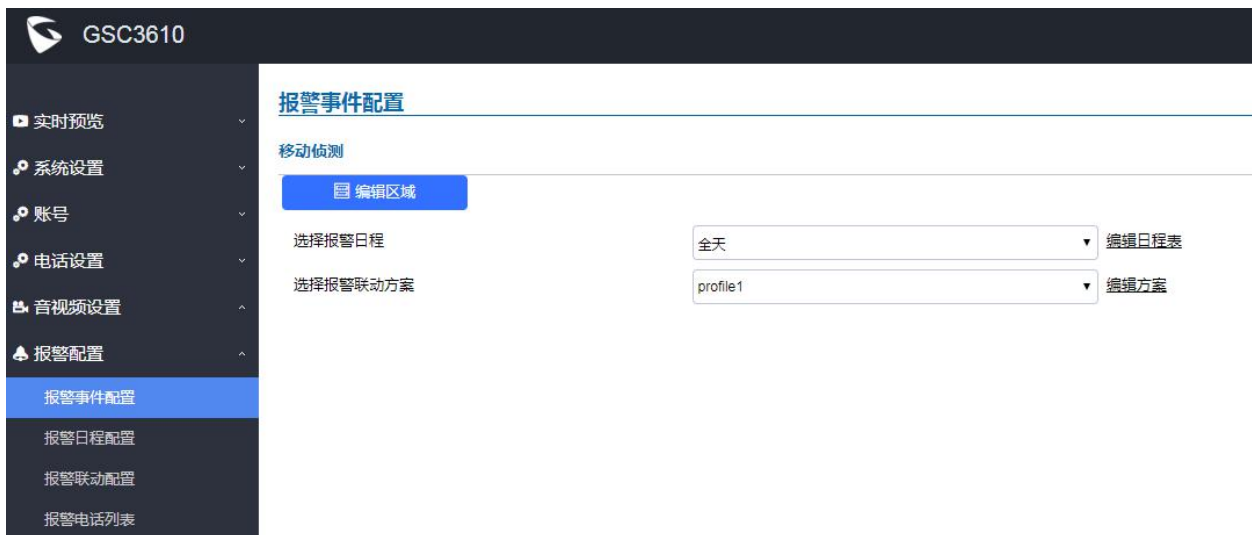 GSC3610
实时预览
系统设置
账号
电话设置
音视频设置
报警配置
报警事件配置
报警日程配置
报警联动配置
报警电话列表
报警事件配置
移动侦测
编辑区域
选择报警日程 全天 编辑日程表
选择报警联动方案 profile1 编辑方案